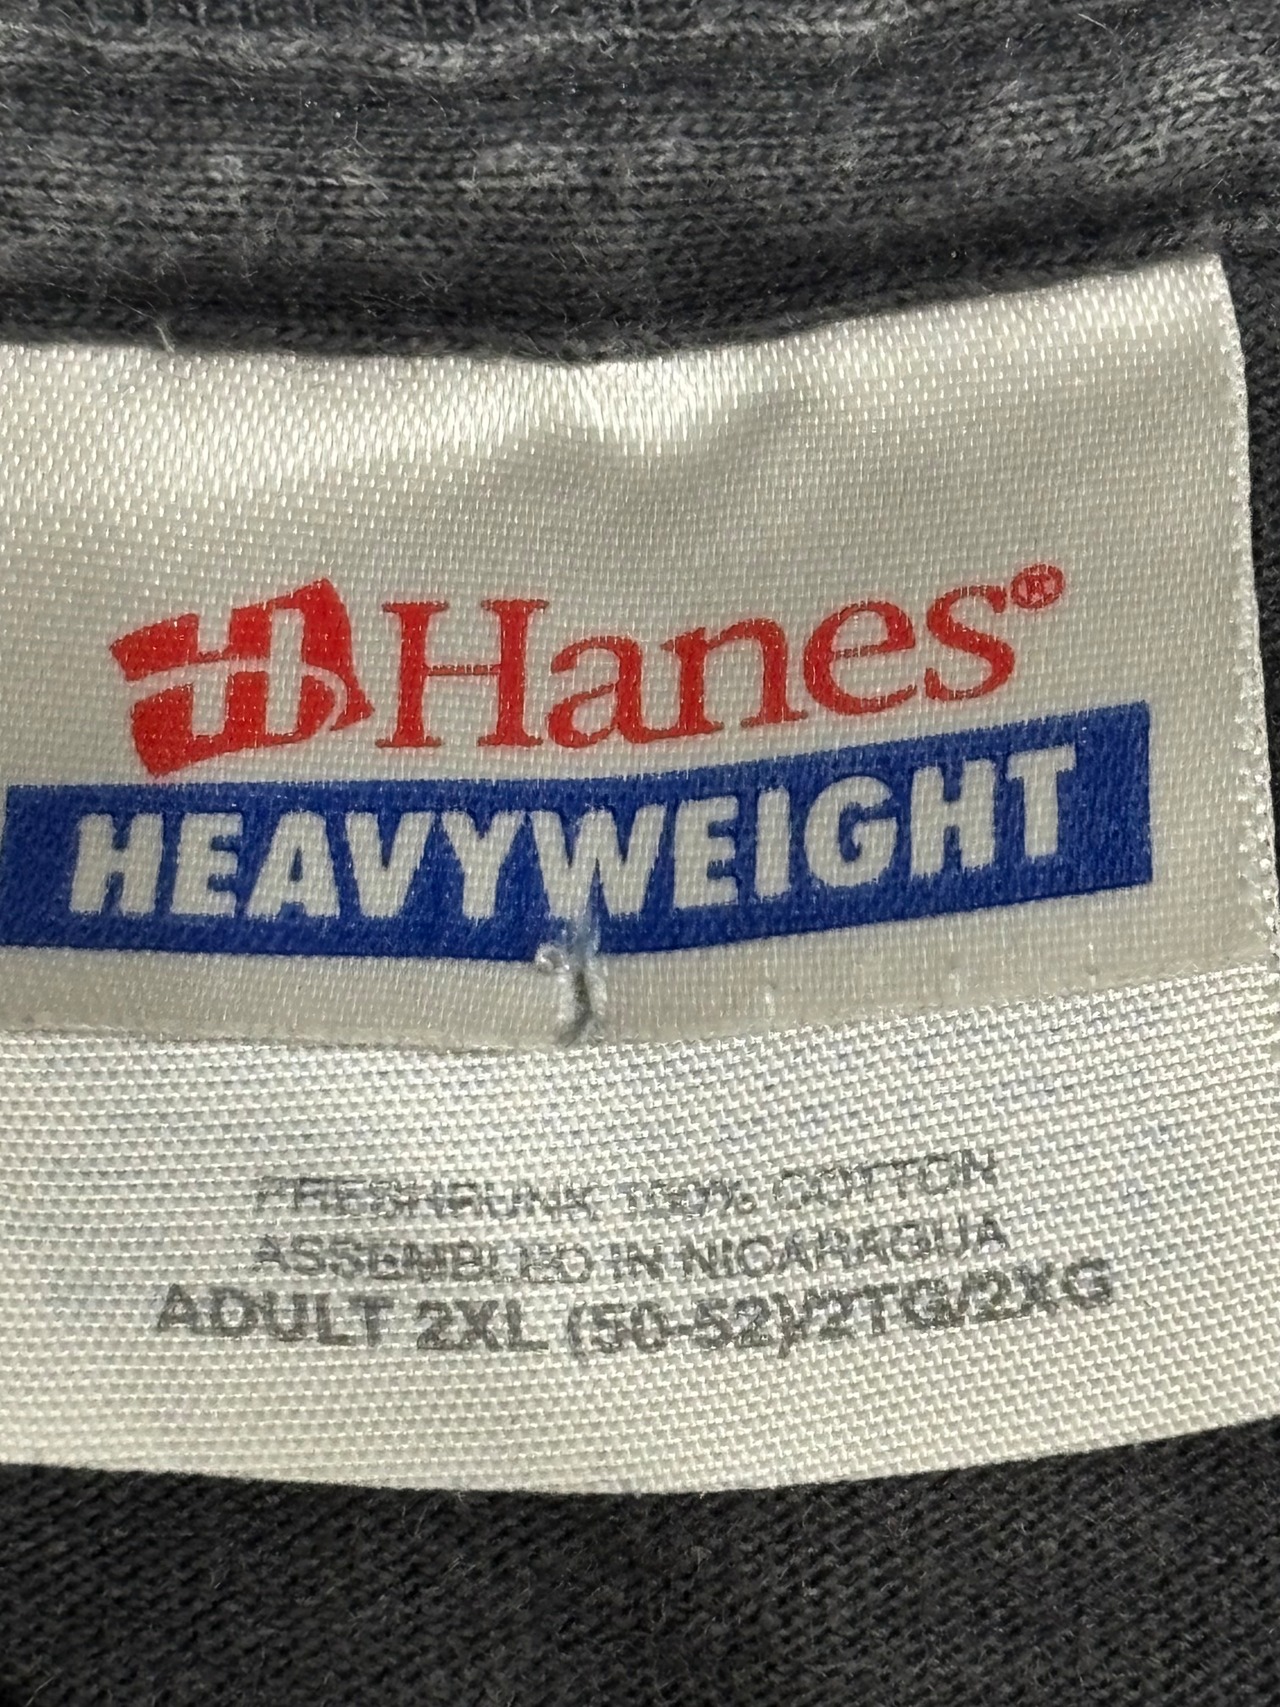 Hanes®
HEAVYWEIGHT
PRESHRUNK 100% COTTON
ASSEMBLED IN NICARAGUA
ADULT 2XL (50-52)/2TG/2XG